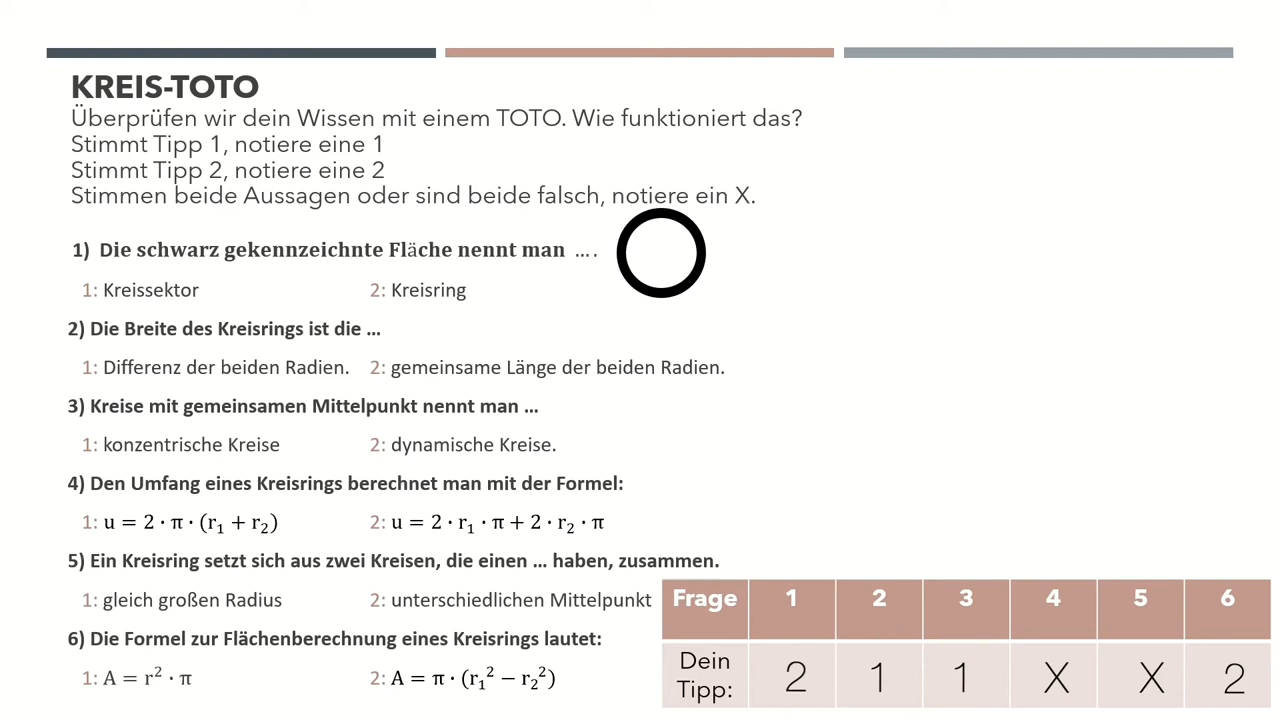 KREIS-TOTO
Überprüfen wir dein Wissen mit einem TOTO. Wie funktioniert das?
Stimmt Tipp 1, notiere eine 1
Stimmt Tipp 2, notiere eine 2
Stimmen beide Aussagen oder sind beide falsch, notiere ein X.
1) Die schwarz gekennzeichnte Fläche nennt man ….
1: Kreissektor 2: Kreisring
2) Die Breite des Kreisrings ist die …
1: Differenz der beiden Radien. 2: gemeinsame Länge der beiden Radien.
3) Kreise mit gemeinsamen Mittelpunkt nennt man …
1: konzentrische Kreise 2: dynamische Kreise.
4) Den Umfang eines Kreisrings berechnet man mit der Formel:
1: u = 2 · π · (r₁ + r₂) 2: u = 2 · r₁ · π + 2 · r₂ · π
5) Ein Kreisring setzt sich aus zwei Kreisen, die einen … haben, zusammen.
1: gleich großen Radius 2: unterschiedlichen Mittelpunkt
6) Die Formel zur Flächenberechnung eines Kreisrings lautet:
1: A = r² · π 2: A = π · (r₁² − r₂²)
Frage 1 2 3 4 5 6
Dein Tipp: 2 1 1 X X 2